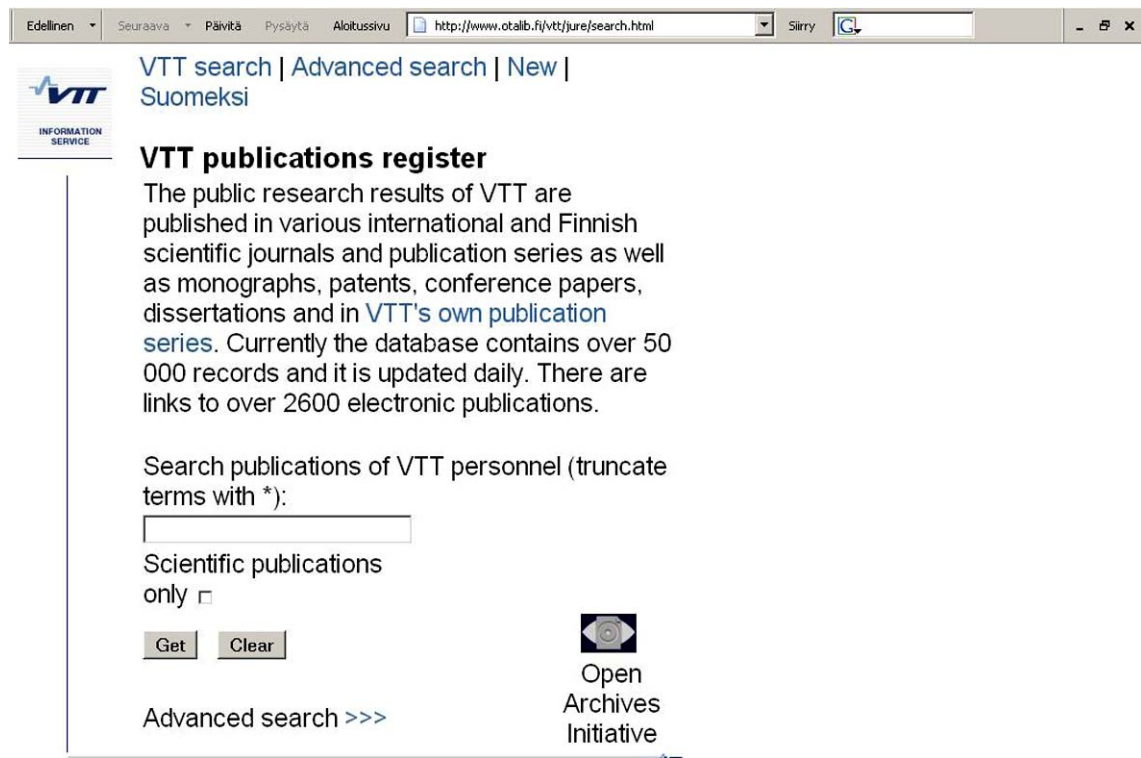 Edellinen Seuraava Päivitä Pysäytä Aloitussivu http://www.otalib.fi/vtt/jure/search.html Siirry G
VTT search | Advanced search | New |
Suomeksi
VTT
INFORMATION
SERVICE
VTT publications register
The public research results of VTT are
published in various international and Finnish
scientific journals and publication series as well
as monographs, patents, conference papers,
dissertations and in VTT's own publication
series. Currently the database contains over 50
000 records and it is updated daily. There are
links to over 2600 electronic publications.
Search publications of VTT personnel (truncate
terms with *):
Scientific publications
only
Get Clear
Advanced search >>>
Open
Archives
Initiative